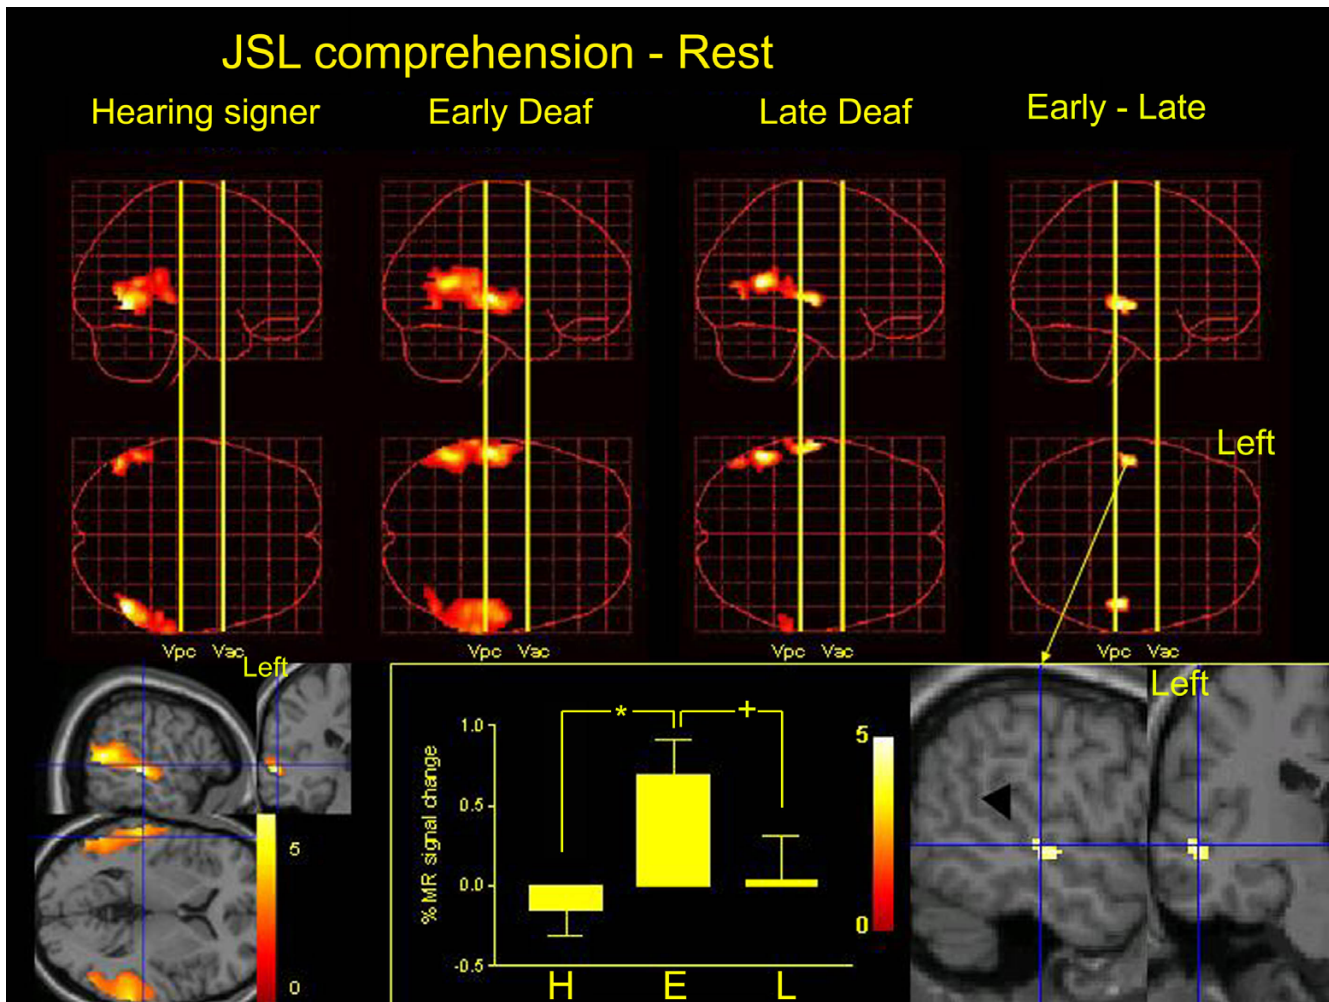 JSL comprehension - Rest
Hearing signer
Early Deaf
Late Deaf
Early - Late
Left
Vpc Vac
Vpc Vac
Vpc Vac
Vpc Vac
Left
5
0
% MR signal change
1.0
0.5
0.0
-0.5
*
+
H E L
5
0
Left